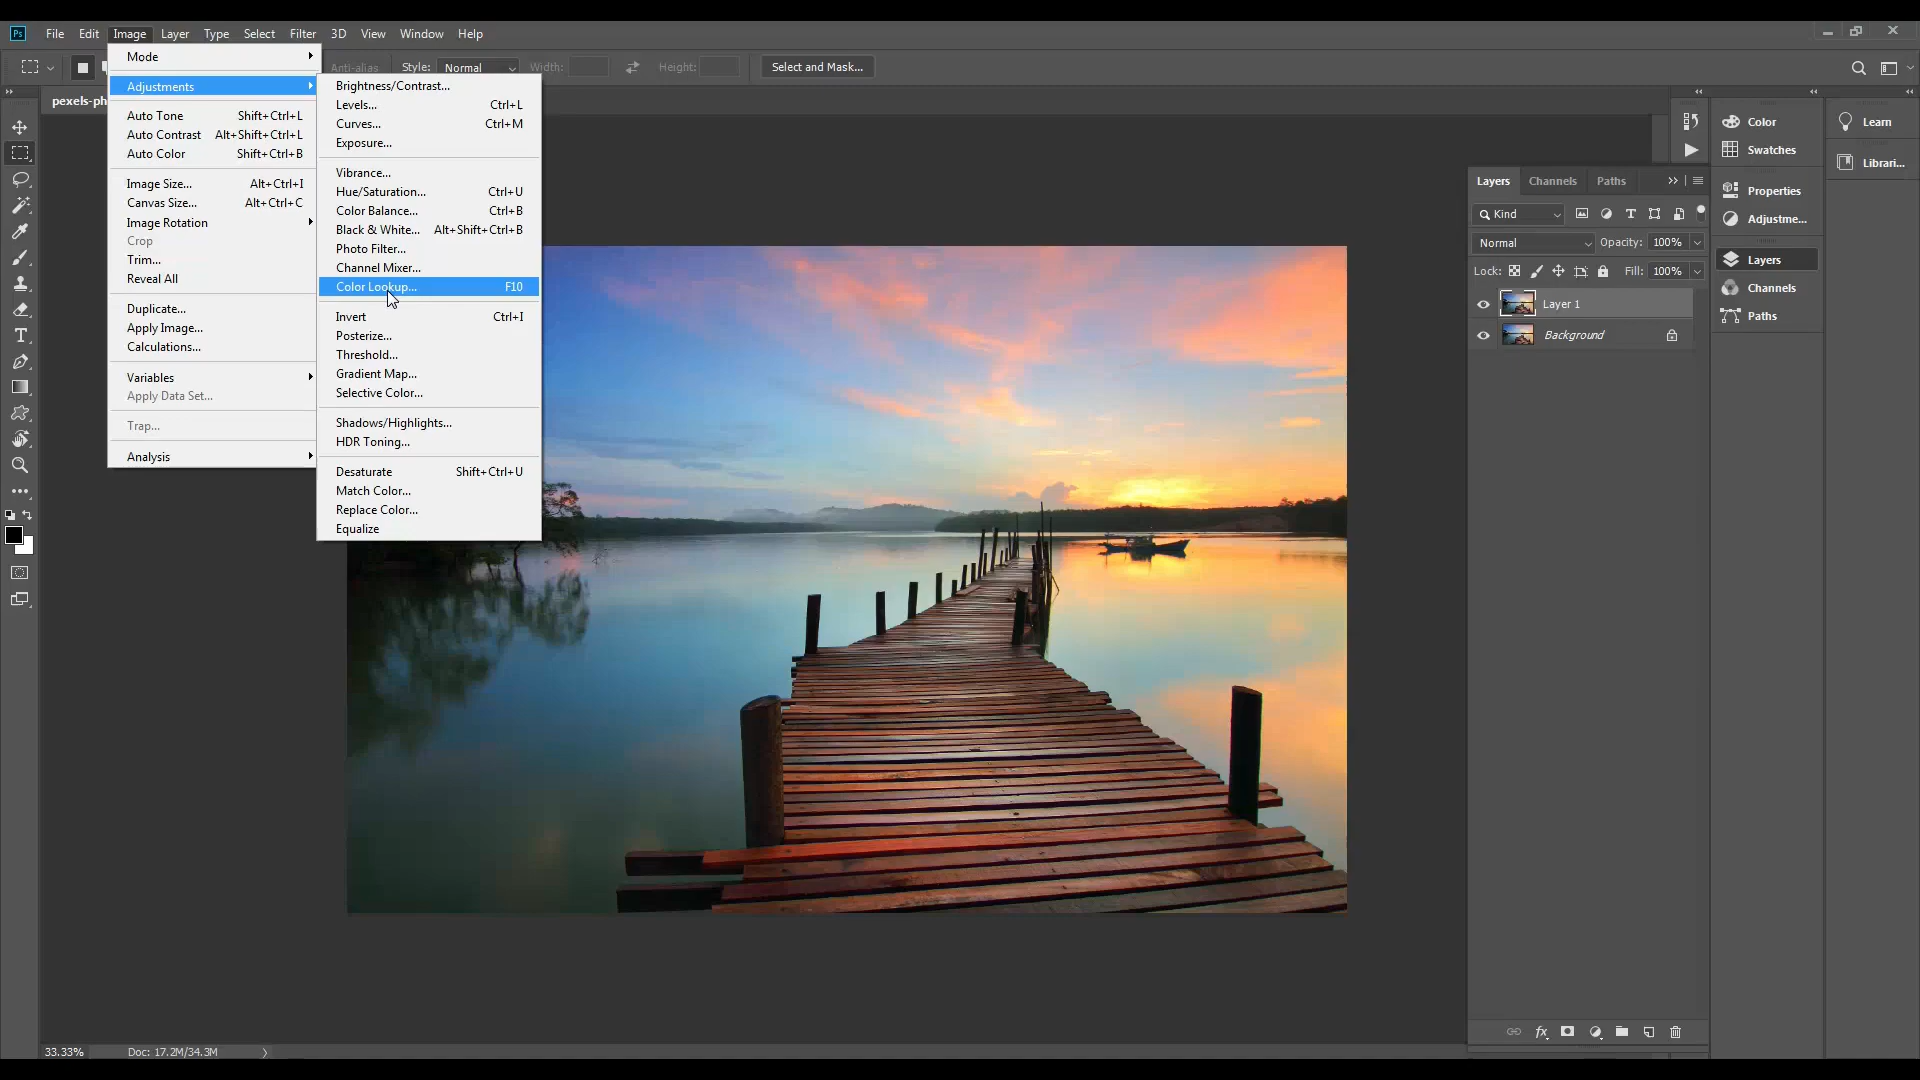 Ps File Edit Image Layer Type Select Filter 3D View Window Help
Anti-alias Style: Normal Width: Height: Select and Mask...
pexels-ph
Mode
Adjustments
Auto Tone Shift+Ctrl+L
Auto Contrast Alt+Shift+Ctrl+L
Auto Color Shift+Ctrl+B
Image Size... Alt+Ctrl+I
Canvas Size... Alt+Ctrl+C
Image Rotation
Crop
Trim...
Reveal All
Duplicate...
Apply Image...
Calculations...
Variables
Apply Data Set...
Trap...
Analysis
Brightness/Contrast...
Levels... Ctrl+L
Curves... Ctrl+M
Exposure...
Vibrance...
Hue/Saturation... Ctrl+U
Color Balance... Ctrl+B
Black & White... Alt+Shift+Ctrl+B
Photo Filter...
Channel Mixer...
Color Lookup... F10
Invert Ctrl+I
Posterize...
Threshold...
Gradient Map...
Selective Color...
Shadows/Highlights...
HDR Toning...
Desaturate Shift+Ctrl+U
Match Color...
Replace Color...
Equalize
Layers Channels Paths
Kind
Normal Opacity: 100%
Lock: Fill: 100%
Layer 1
Background
fx
Color
Swatches
Properties
Adjustme...
Layers
Channels
Paths
Learn
Librari...
33.33% Doc: 17.2M/34.3M